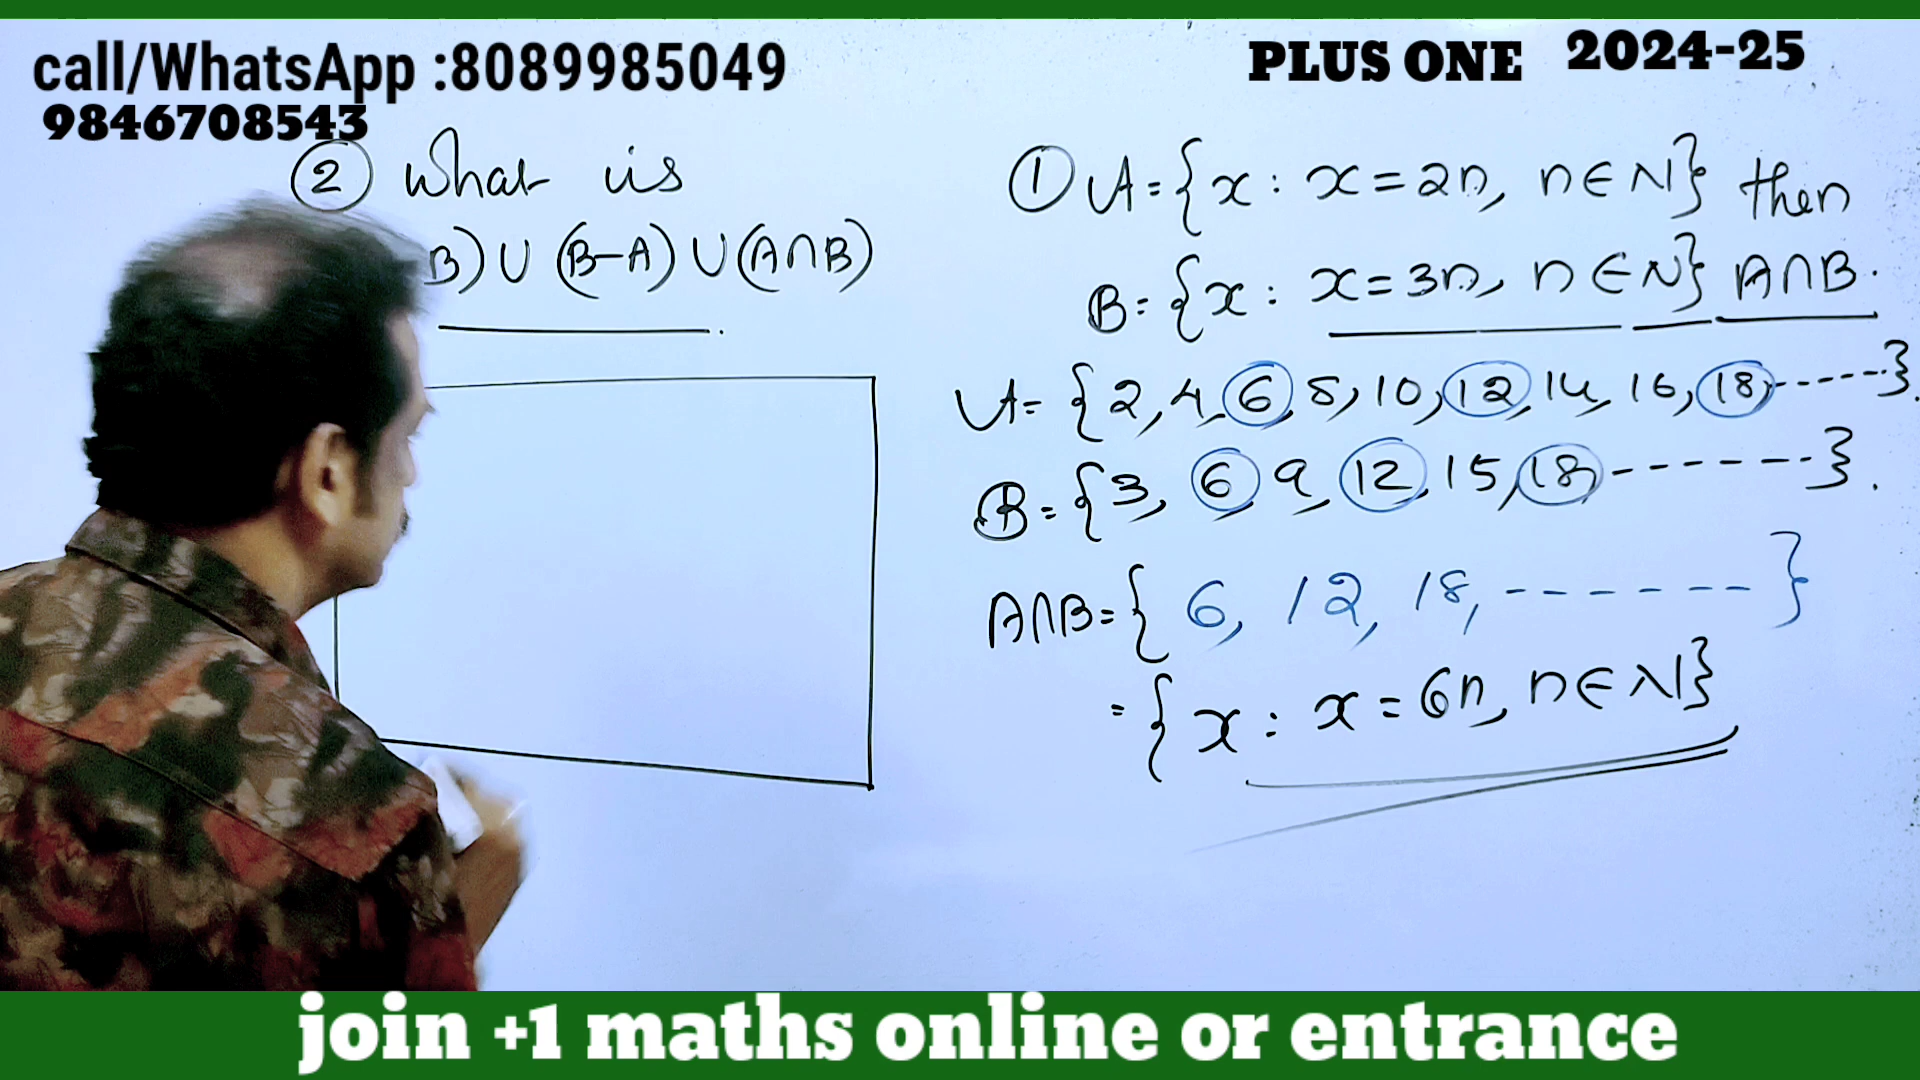 call/WhatsApp :8089985049
9846708543
PLUS ONE 2024-25
② What is
B) ∪ (B-A) ∪ (A∩B)
① A = {x : x = 2n, n ∈ N} then
B = {x : x = 3n, n ∈ N} A∩B.
A = {2, 4, 6, 8, 10, 12, 14, 16, 18, ------}.
B = {3, 6, 9, 12, 15, 18, -------}.
A∩B = {6, 12, 18, -------}
= {x : x = 6n, n ∈ N}
join +1 maths online or entrance